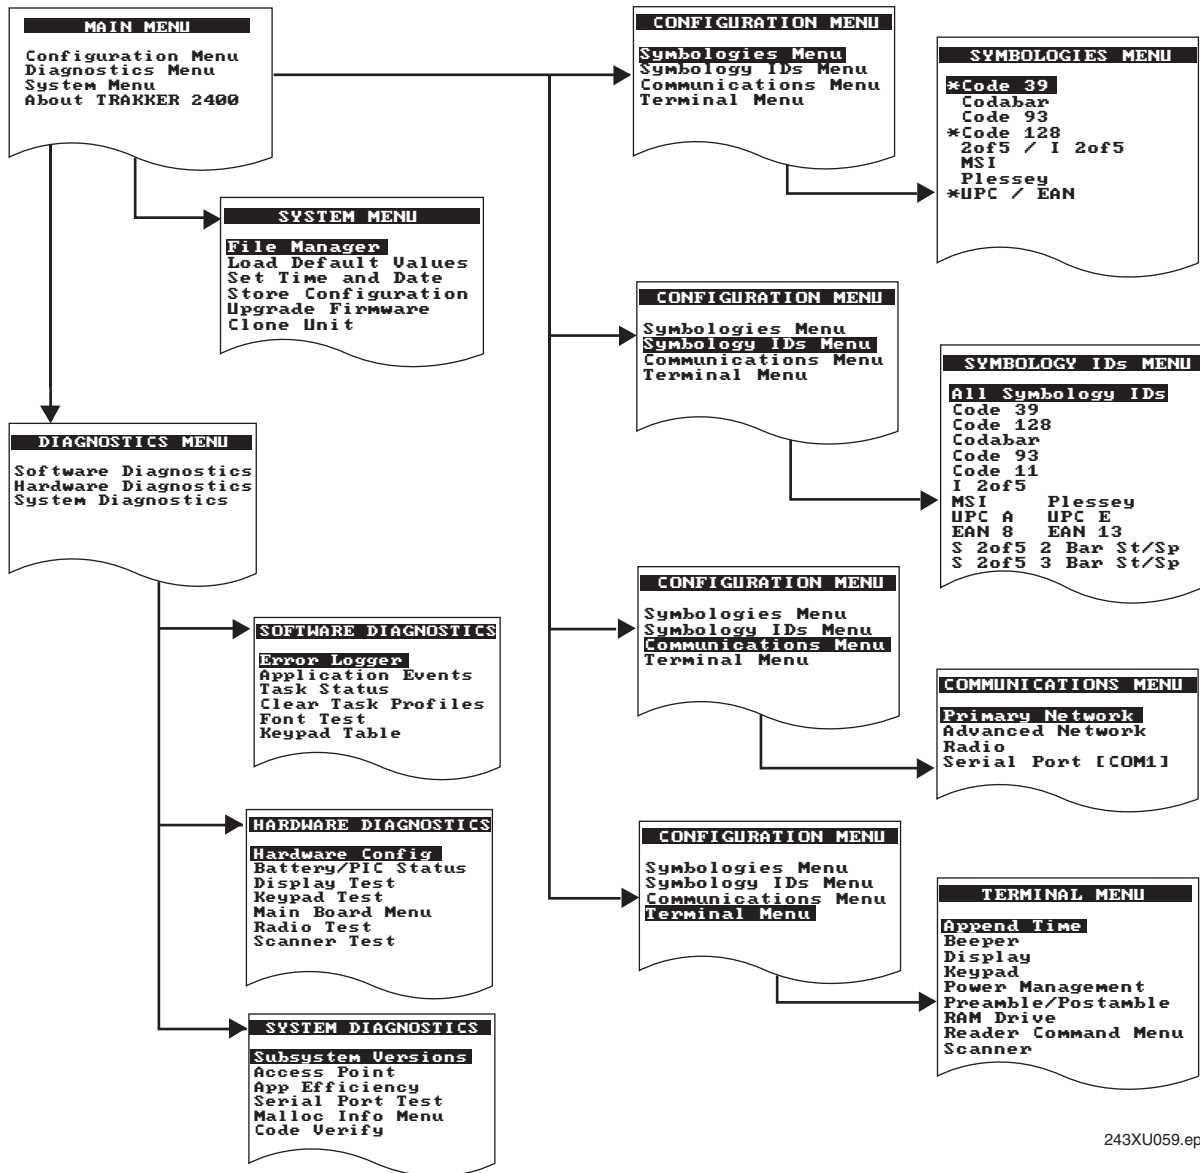 MAIN MENU
Configuration Menu
Diagnostics Menu
System Menu
About TRAKKER 2400
SYSTEM MENU
File Manager
Load Default Values
Set Time and Date
Store Configuration
Upgrade Firmware
Clone Unit
DIAGNOSTICS MENU
Software Diagnostics
Hardware Diagnostics
System Diagnostics
SOFTWARE DIAGNOSTICS
Error Logger
Application Events
Task Status
Clear Task Profiles
Font Test
Keypad Table
HARDWARE DIAGNOSTICS
Hardware Config
Battery/PIC Status
Display Test
Keypad Test
Main Board Menu
Radio Test
Scanner Test
SYSTEM DIAGNOSTICS
Subsystem Versions
Access Point
App Efficiency
Serial Port Test
Malloc Info Menu
Code Verify
CONFIGURATION MENU
Symbologies Menu
Symbology IDs Menu
Communications Menu
Terminal Menu
SYMBOLOGIES MENU
*Code 39
Codabar
Code 93
*Code 128
2of5 / I 2of5
MSI
Plessey
*UPC / EAN
CONFIGURATION MENU
Symbologies Menu
Symbology IDs Menu
Communications Menu
Terminal Menu
SYMBOLOGY IDs MENU
All Symbology IDs
Code 39
Code 128
Codabar
Code 93
Code 11
I 2of5
MSI Plessey
UPC A UPC E
EAN 8 EAN 13
S 2of5 2 Bar St/Sp
S 2of5 3 Bar St/Sp
CONFIGURATION MENU
Symbologies Menu
Symbology IDs Menu
Communications Menu
Terminal Menu
COMMUNICATIONS MENU
Primary Network
Advanced Network
Radio
Serial Port [COM1]
CONFIGURATION MENU
Symbologies Menu
Symbology IDs Menu
Communications Menu
Terminal Menu
TERMINAL MENU
Append Time
Beeper
Display
Keypad
Power Management
Preamble/Postamble
RAM Drive
Reader Command Menu
Scanner
243XU059.ep